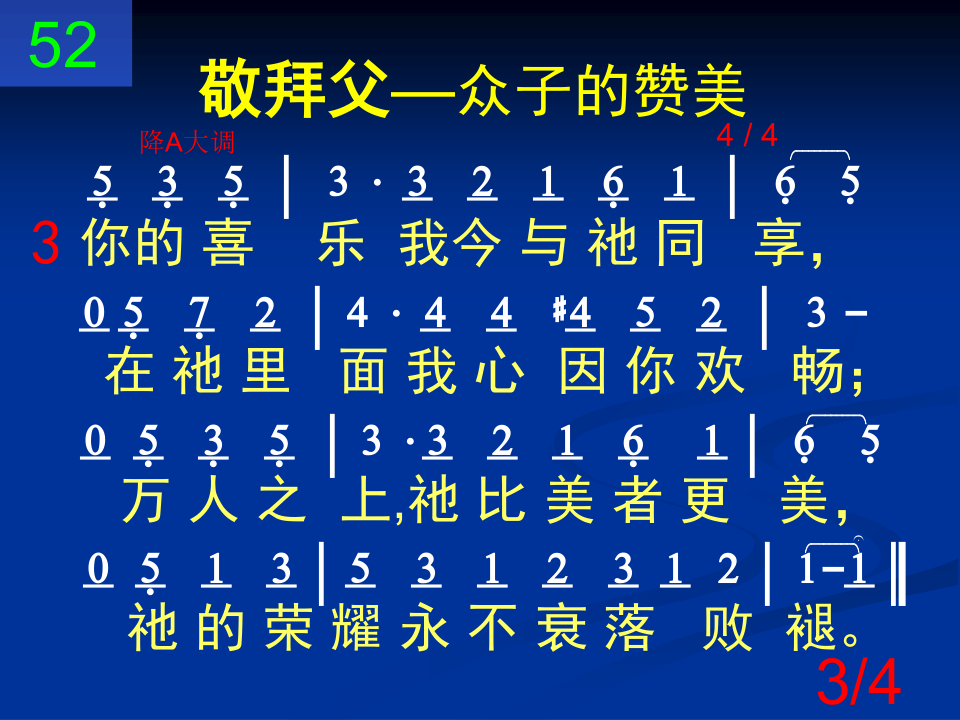 52
敬拜父—众子的赞美
降A大调 4 / 4
5 3 5 | 3 · 3 2 1 6 1 | 6 5
3 你的 喜 乐 我今 与 祂 同 享，
0 5 7 2 | 4 · 4 4 #4 5 2 | 3 -
在 祂 里 面 我 心 因 你 欢 畅；
0 5 3 5 | 3 · 3 2 1 6 1 | 6 5
万 人 之 上,祂 比 美 者 更 美，
0 5 1 3 | 5 3 1 2 3 1 2 | 1 - 1 ‖
祂 的 荣 耀 永 不 衰 落 败 褪。
3/4